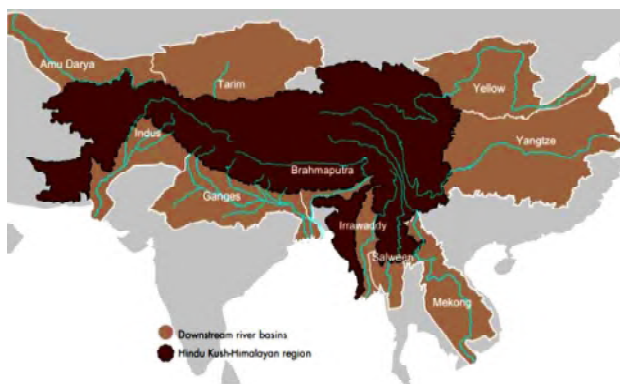 Amu Darya
Tarim
Yellow
Yangtze
Indus
Brahmaputra
Ganges
Irrawaddy
Salween
Mekong
Downstream river basins
Hindu Kush-Himalayan region